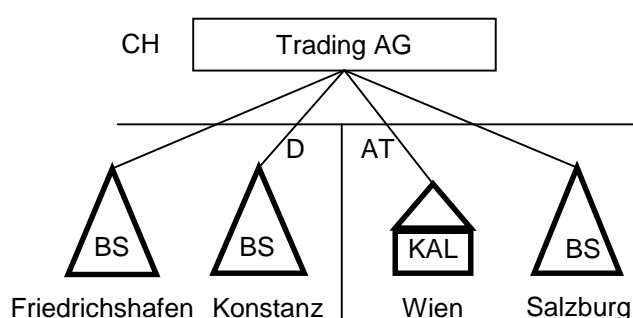 CH Trading AG
D AT
BS BS KAL BS
Friedrichshafen Konstanz Wien Salzburg